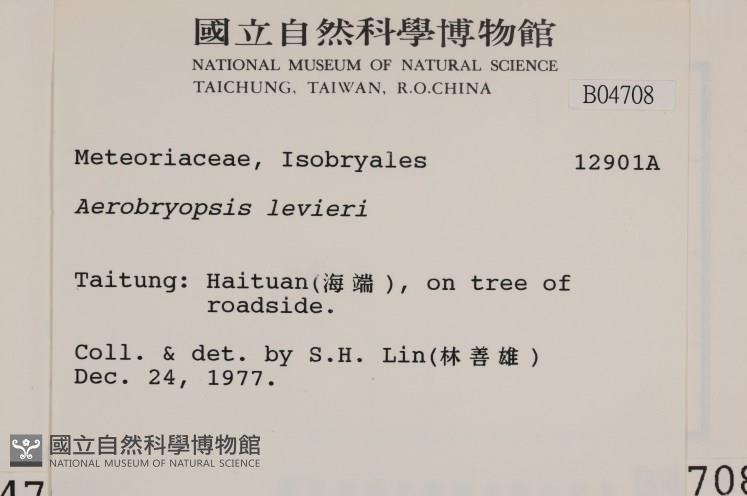 國立自然科學博物館
NATIONAL MUSEUM OF NATURAL SCIENCE
TAICHUNG, TAIWAN, R.O.CHINA
B04708
Meteoriaceae, Isobryales 12901A
Aerobryopsis levieri
Taitung: Haituan(海端), on tree of
roadside.
Coll. & det. by S.H. Lin(林善雄)
Dec. 24, 1977.
國立自然科學博物館
NATIONAL MUSEUM OF NATURAL SCIENCE
47
708